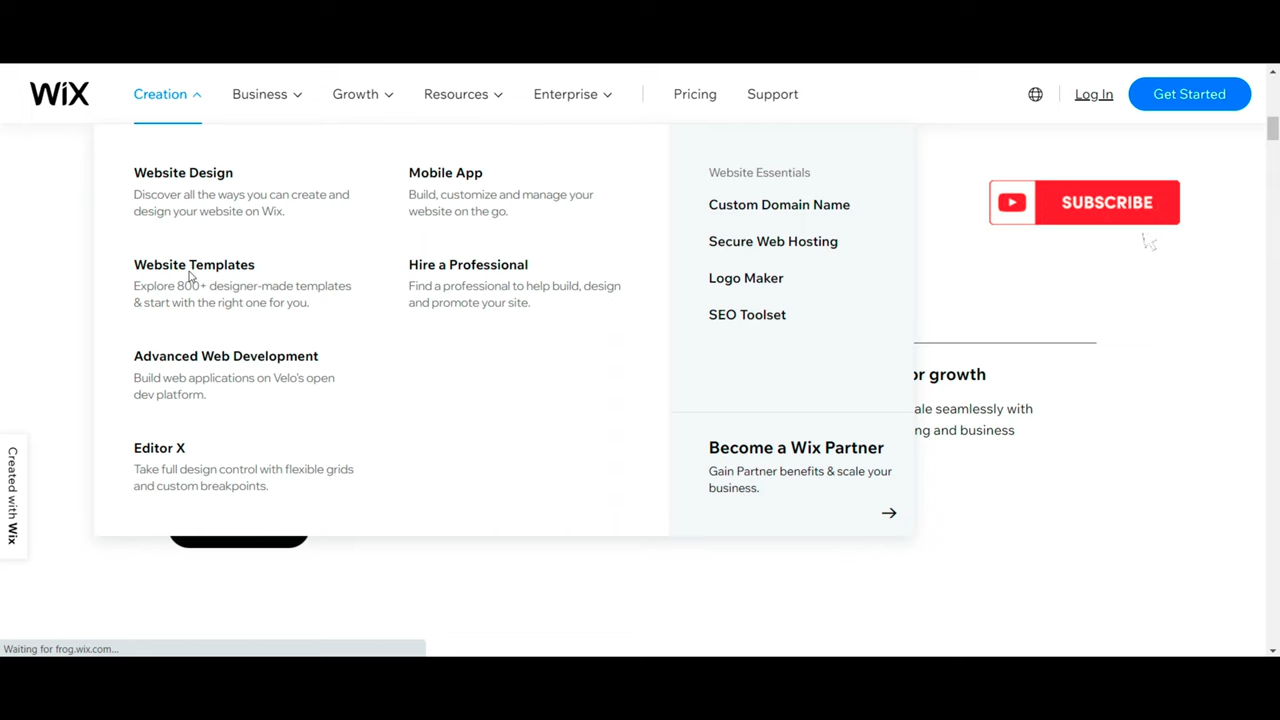 WiX
Creation
Business
Growth
Resources
Enterprise
Pricing
Support
Log In
Get Started
Website Design
Discover all the ways you can create and
design your website on Wix.
Mobile App
Build, customize and manage your
website on the go.
Website Templates
Explore 800+ designer-made templates
& start with the right one for you.
Hire a Professional
Find a professional to help build, design
and promote your site.
Advanced Web Development
Build web applications on Velo's open
dev platform.
Editor X
Take full design control with flexible grids
and custom breakpoints.
Website Essentials
Custom Domain Name
Secure Web Hosting
Logo Maker
SEO Toolset
Become a Wix Partner
Gain Partner benefits & scale your
business.
SUBSCRIBE
or growth
ale seamlessly with
ng and business
Created with Wix
Waiting for frog.wix.com...